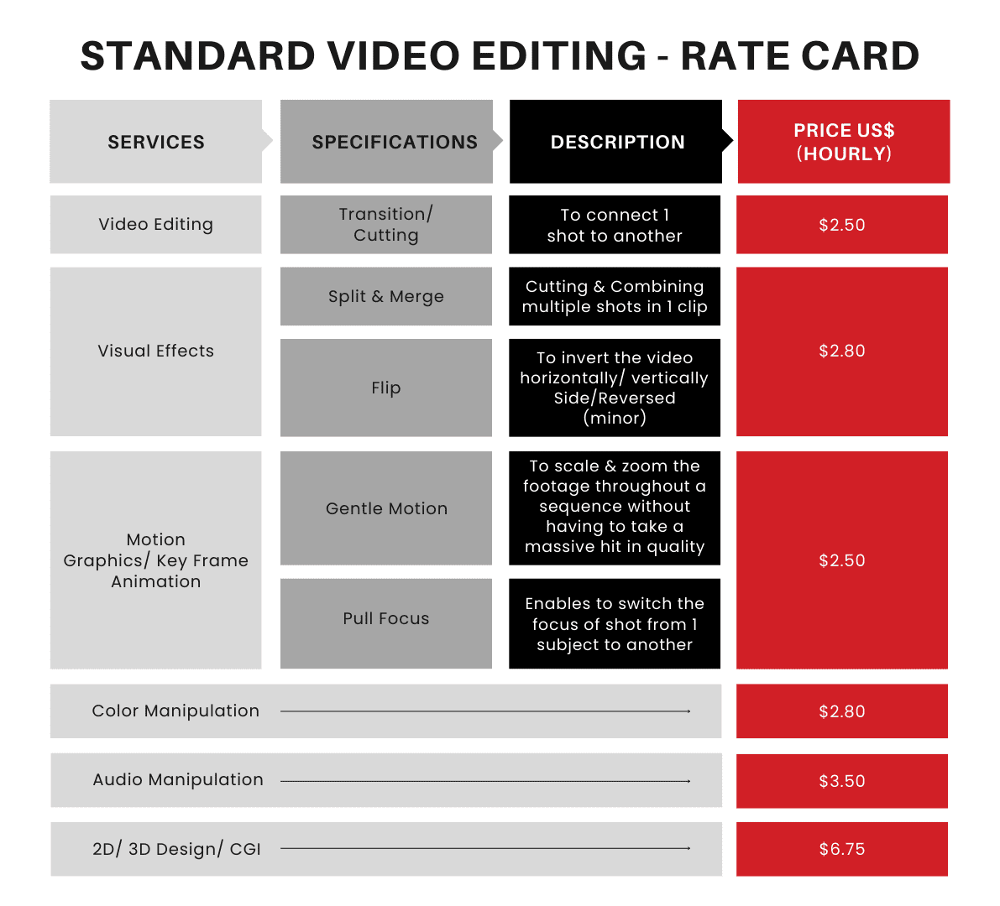 STANDARD VIDEO EDITING - RATE CARD
SERVICES
SPECIFICATIONS
DESCRIPTION
PRICE US$
(HOURLY)
Video Editing
Transition/
Cutting
To connect 1
shot to another
$2.50
Visual Effects
Split & Merge
Cutting & Combining
multiple shots in 1 clip
Flip
To invert the video
horizontally/ vertically
Side/Reversed
(minor)
$2.80
Motion
Graphics/ Key Frame
Animation
Gentle Motion
To scale & zoom the
footage throughout a
sequence without
having to take a
massive hit in quality
Pull Focus
Enables to switch the
focus of shot from 1
subject to another
$2.50
Color Manipulation
$2.80
Audio Manipulation
$3.50
2D/ 3D Design/ CGI
$6.75